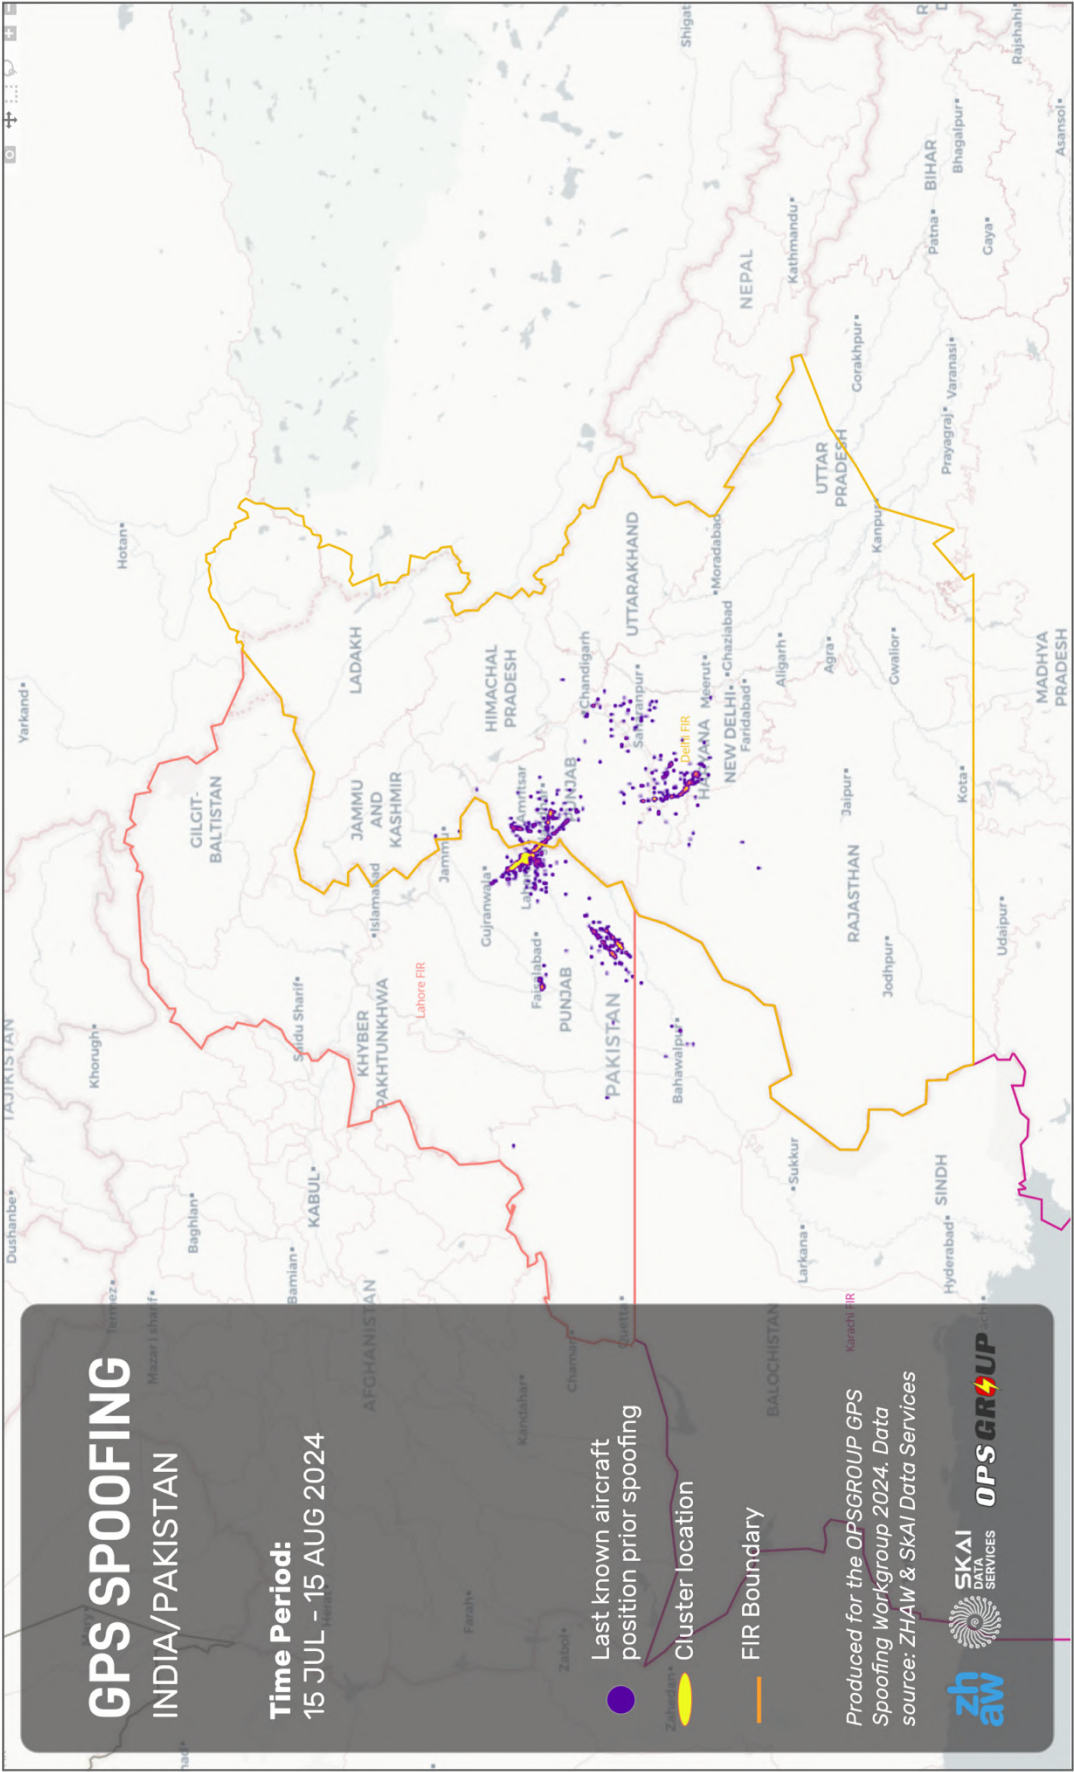 GPS SPOOFING
INDIA/PAKISTAN
Time Period:
15 JUL - 15 AUG 2024
Last known aircraft
position prior spoofing
Cluster location
FIR Boundary
Produced for the OPSGROUP GPS
Spoofing Workgroup 2024. Data
source: ZHAW & SkAI Data Services
zh
aw
SKAI
DATA
SERVICES
OPSGROUP
TAJIKISTAN
Dushanbe
Termez
Mazar I sharif
Khorugh
Yarkand
Hotan
Baghlan
Bamian
KABUL
AFGHANISTAN
Kandahar
Chaman
Farah
Zabol
Zahedan
Quetta
Saidu Sharif
KHYBER
PAKHTUNKHWA
Islamabad
GILGIT-
BALTISTAN
JAMMU
AND
KASHMIR
LADAKH
Jammu
Lahore FIR
Gujranwala
Amritsar
Faisalabad
PUNJAB
HIMACHAL
PRADESH
Chandigarh
UTTARAKHAND
PAKISTAN
Saharanpur
Bahawalpur
Delhi FIR
HARYANA
Meerut
NEW DELHI
Ghaziabad
Faridabad
Moradabad
NEPAL
Kathmandu
Shigat
BALOCHISTAN
Sukkur
Larkana
Karachi FIR
Aligarh
Agra
Jaipur
RAJASTHAN
Jodhpur
UTTAR
PRADESH
Gorakhpur
Kanpur
Gwalior
SINDH
Hyderabad
Kota
Udaipur
Prayagraj
Varanasi
Patna
BIHAR
Bhagalpur
Gaya
MADHYA
PRADESH
Rajshahi
Asansol